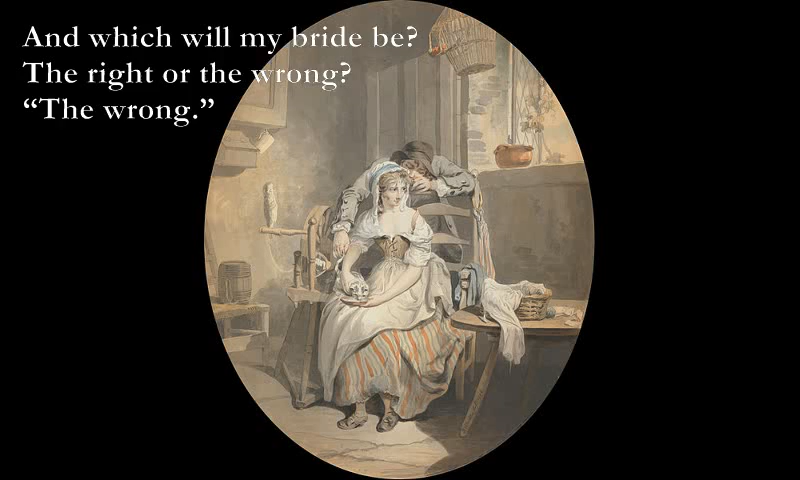 And which will my bride be?
The right or the wrong?
“The wrong.”